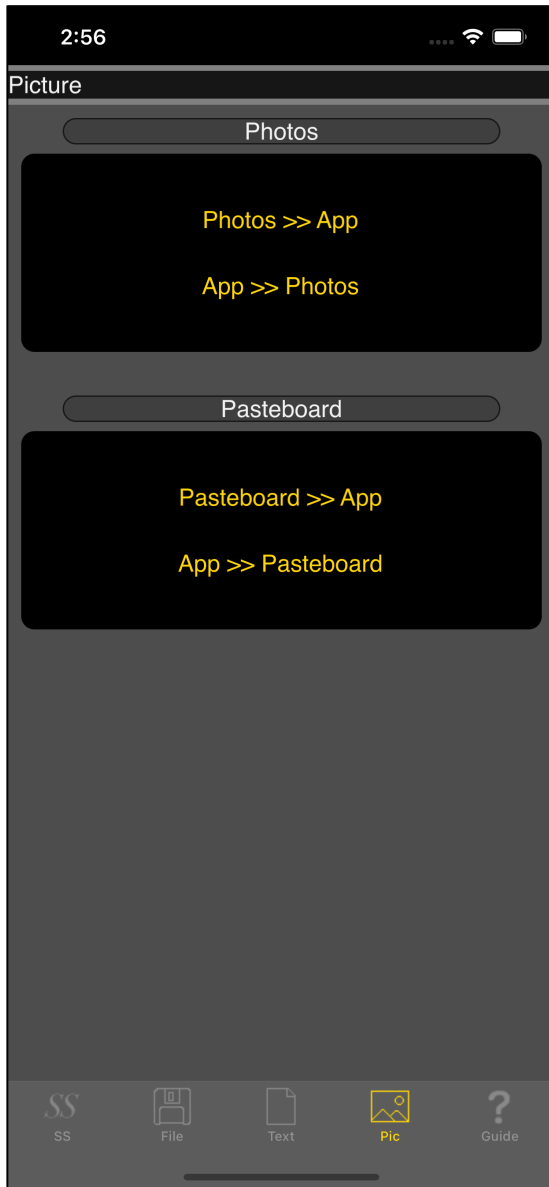 2:56
Picture
Photos
Photos >> App
App >> Photos
Pasteboard
Pasteboard >> App
App >> Pasteboard
SS
SS File Text Pic Guide